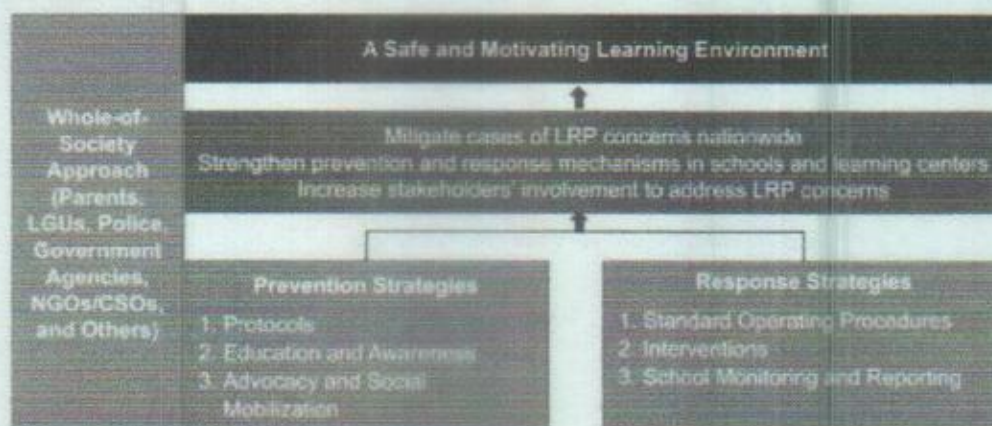 A Safe and Motivating Learning Environment
Whole-of-
Society
Approach
(Parents,
LGUs, Police
Government
Agencies,
NGOs/CSOs,
and Others)
Mitigate cases of LRP concerns nationwide
Strengthen prevention and response mechanisms in schools and learning centers
Increase stakeholders' involvement to address LRP concerns
Prevention Strategies
1. Protocols
2. Education and Awareness
3. Advocacy and Social
Mobilization
Response Strategies
1. Standard Operating Procedures
2. Interventions
3. School Monitoring and Reporting